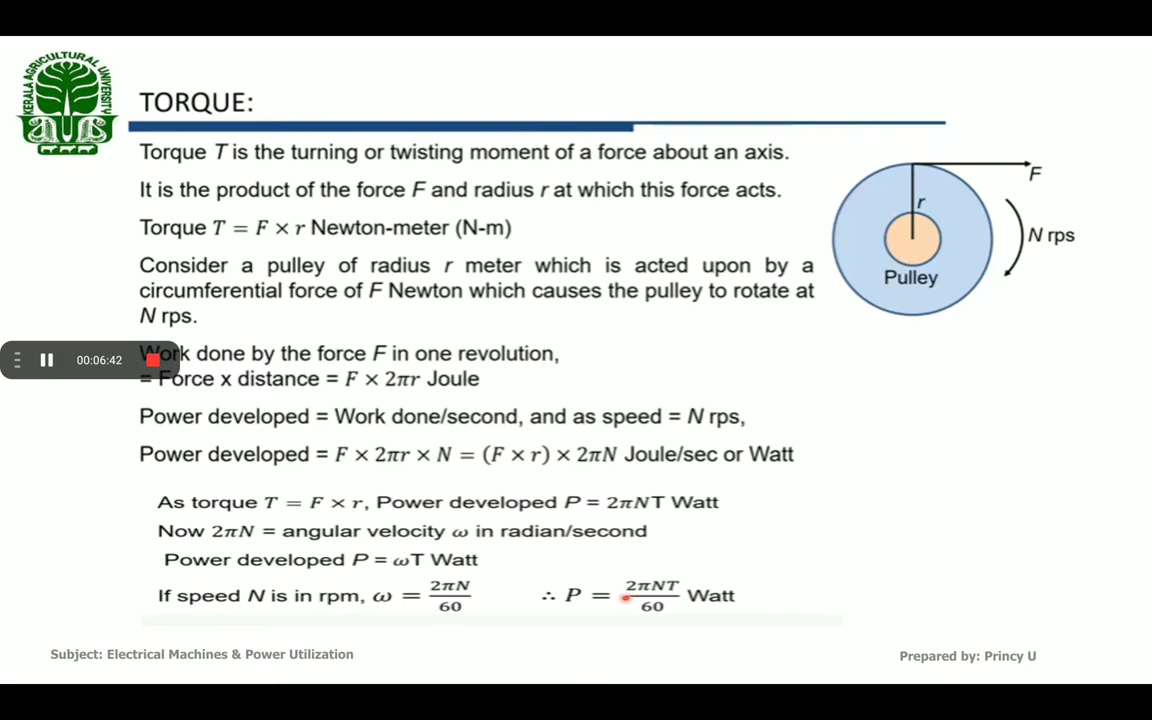 KERALA AGRICULTURAL UNIVERSITY
TORQUE:
Torque T is the turning or twisting moment of a force about an axis.
It is the product of the force F and radius r at which this force acts.
Torque T = F × r Newton-meter (N-m)
Consider a pulley of radius r meter which is acted upon by a
circumferential force of F Newton which causes the pulley to rotate at
N rps.
F
r
N rps
Pulley
00:06:42
Work done by the force F in one revolution,
= Force x distance = F × 2πr Joule
Power developed = Work done/second, and as speed = N rps,
Power developed = F × 2πr × N = (F × r) × 2πN Joule/sec or Watt
As torque T = F × r, Power developed P = 2πNT Watt
Now 2πN = angular velocity ω in radian/second
Power developed P = ωT Watt
If speed N is in rpm, ω = 2πN/60 ∴ P = 2πNT/60 Watt
Subject: Electrical Machines & Power Utilization
Prepared by: Princy U